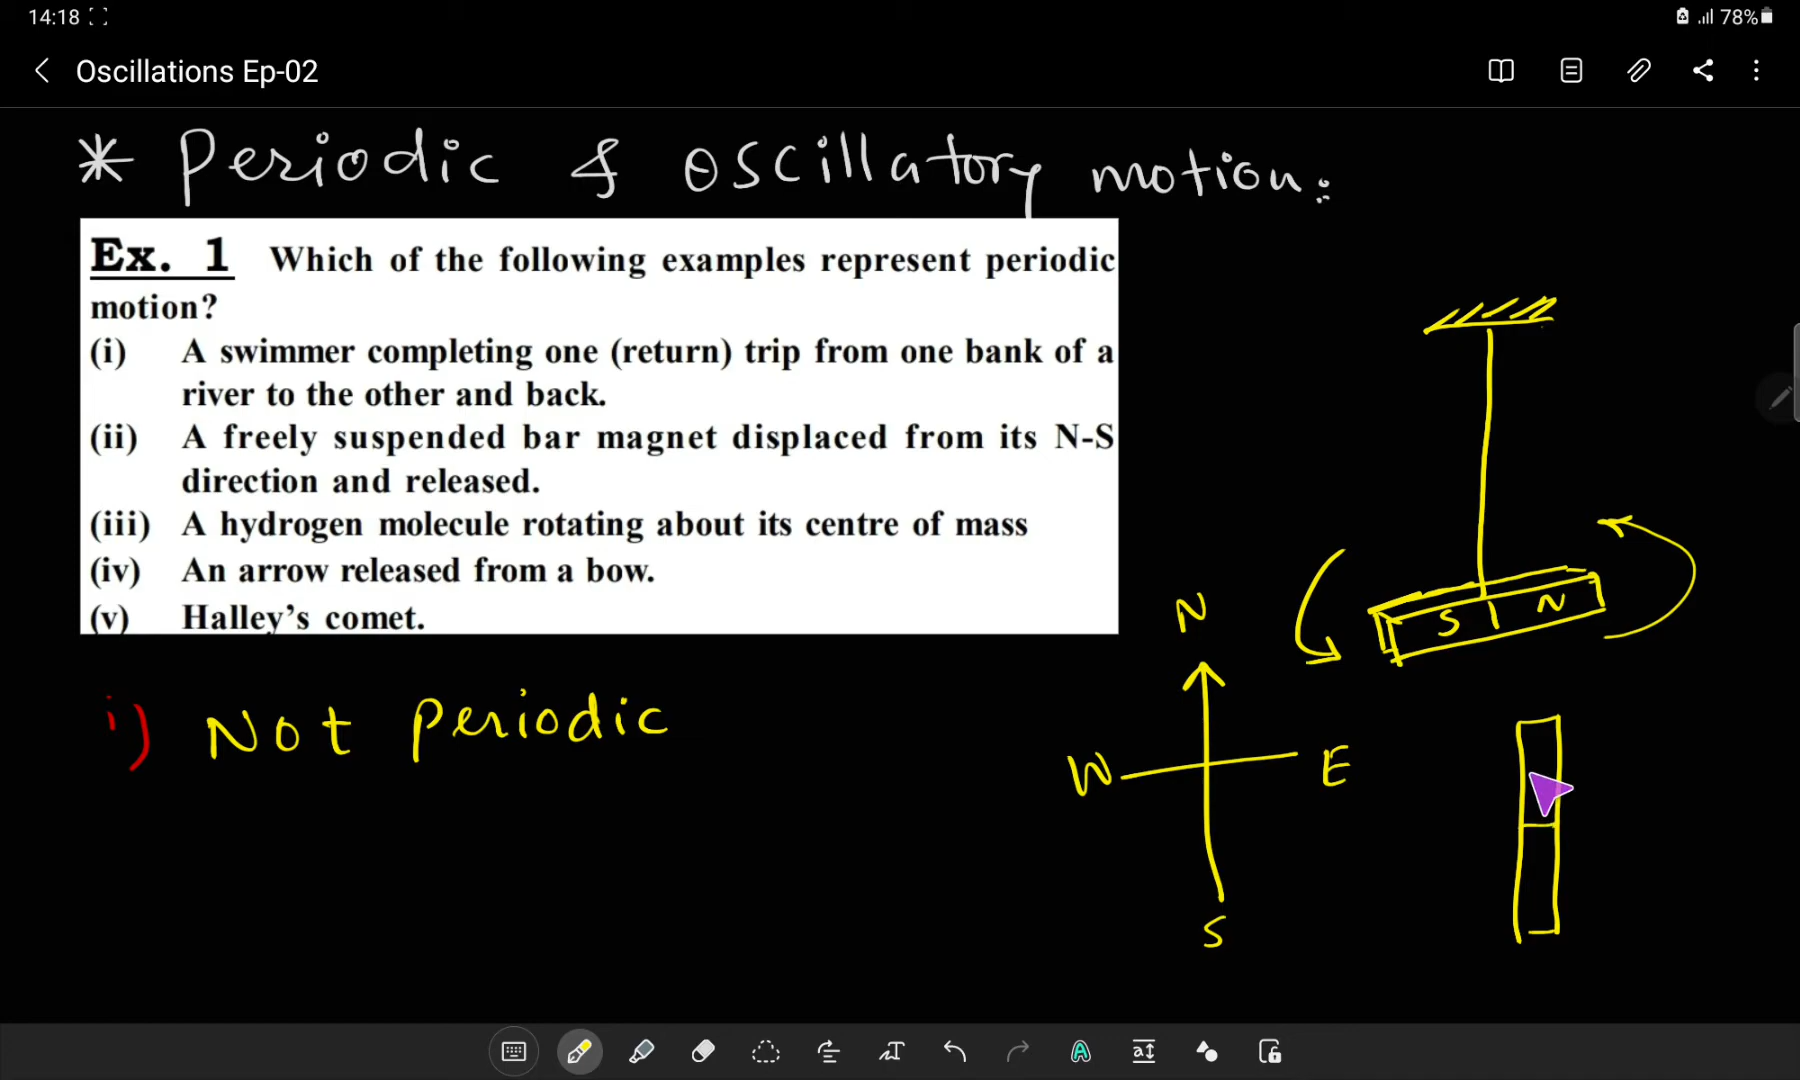 14:18
78%
Oscillations Ep-02
* Periodic & oscillatory motion:
Ex. 1 Which of the following examples represent periodic
motion?
(i) A swimmer completing one (return) trip from one bank of a
river to the other and back.
(ii) A freely suspended bar magnet displaced from its N-S
direction and released.
(iii) A hydrogen molecule rotating about its centre of mass
(iv) An arrow released from a bow.
(v) Halley's comet.
S N
N
i) Not periodic
W E
S